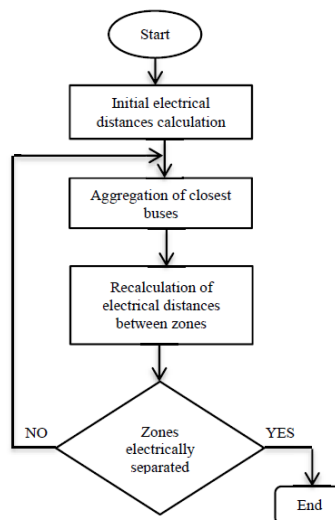 Start
Initial electrical
distances calculation
Aggregation of closest
buses
Recalculation of
electrical distances
between zones
NO
Zones
electrically
separated
YES
End